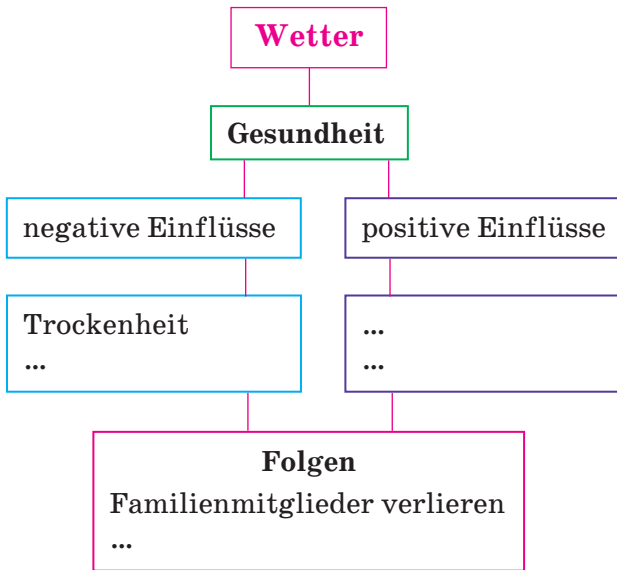 Wetter
Gesundheit
negative Einflüsse
positive Einflüsse
Trockenheit
...
...
...
Folgen
Familienmitglieder verlieren
...